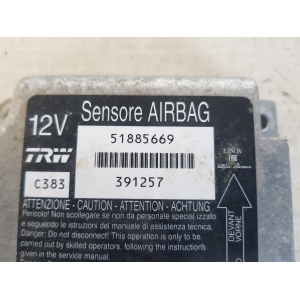 Sensore AIRBAG
12V
51885669
TRW
C383
391257
ATTENZIONE - CAUTION - ATTENTION - ACHTUNG
Pericolo! Non scollegare se non da personale specializzato
e seguendo le istruzioni del manuale di assistenza tecnica.
Danger: Do not disconnect! This operation is only to be
carried out by skilled operators, following the instruction's
given in the service manual.
DEVANT
VORNE